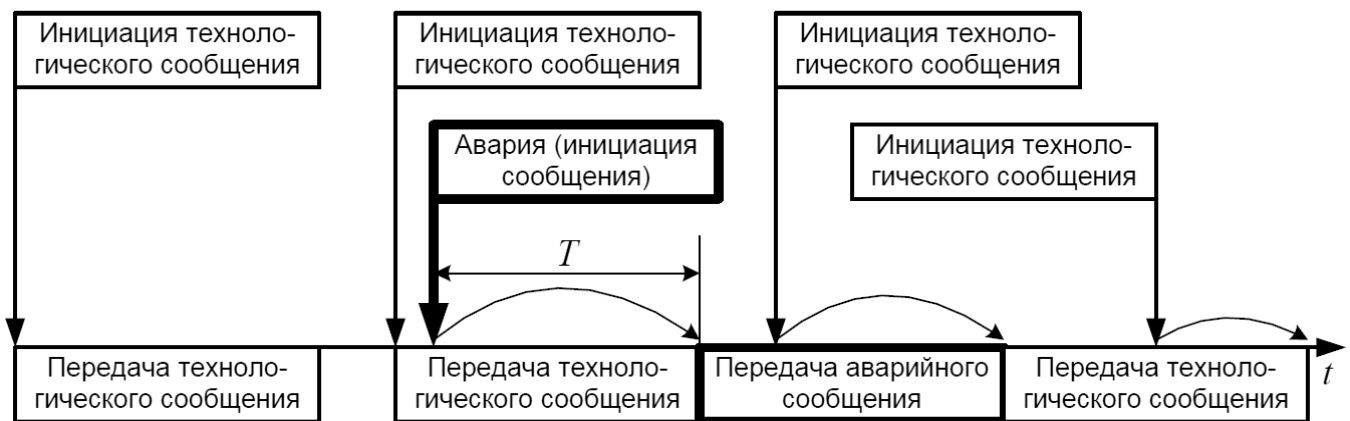 Инициация техноло-
гического сообщения
Инициация техноло-
гического сообщения
Инициация техноло-
гического сообщения
Авария (инициация
сообщения)
Инициация техноло-
гического сообщения
T
Передача техноло-
гического сообщения
Передача техноло-
гического сообщения
Передача аварийного
сообщения
Передача техноло-
гического сообщения
t